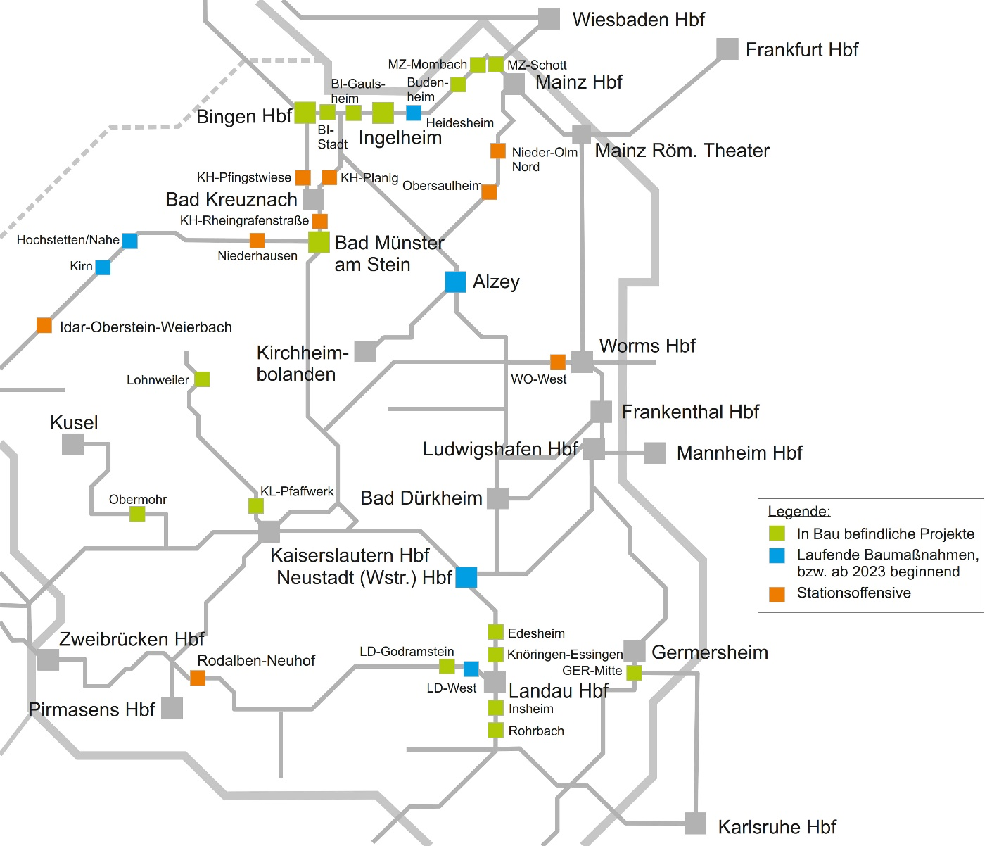 Wiesbaden Hbf
Frankfurt Hbf
MZ-Mombach
MZ-Schott
BI-Gauls-
heim
Buden-
heim
Mainz Hbf
Bingen Hbf
Heidesheim
BI-
Stadt
Ingelheim
Mainz Röm. Theater
Nieder-Olm
Nord
KH-Pfingstwiese
KH-Planig
Obersaulheim
Bad Kreuznach
KH-Rheingrafenstraße
Hochstetten/Nahe
Niederhausen
Bad Münster
am Stein
Kirn
Alzey
Idar-Oberstein-Weierbach
Kirchheim-
bolanden
Worms Hbf
WO-West
Lohnweiler
Kusel
Frankenthal Hbf
Ludwigshafen Hbf
Mannheim Hbf
KL-Pfaffwerk
Obermohr
Bad Dürkheim
Legende:
In Bau befindliche Projekte
Laufende Baumaßnahmen,
bzw. ab 2023 beginnend
Stationsoffensive
Kaiserslautern Hbf
Neustadt (Wstr.) Hbf
Edesheim
Zweibrücken Hbf
Rodalben-Neuhof
LD-Godramstein
Knöringen-Essingen
Germersheim
GER-Mitte
LD-West
Landau Hbf
Pirmasens Hbf
Insheim
Rohrbach
Karlsruhe Hbf